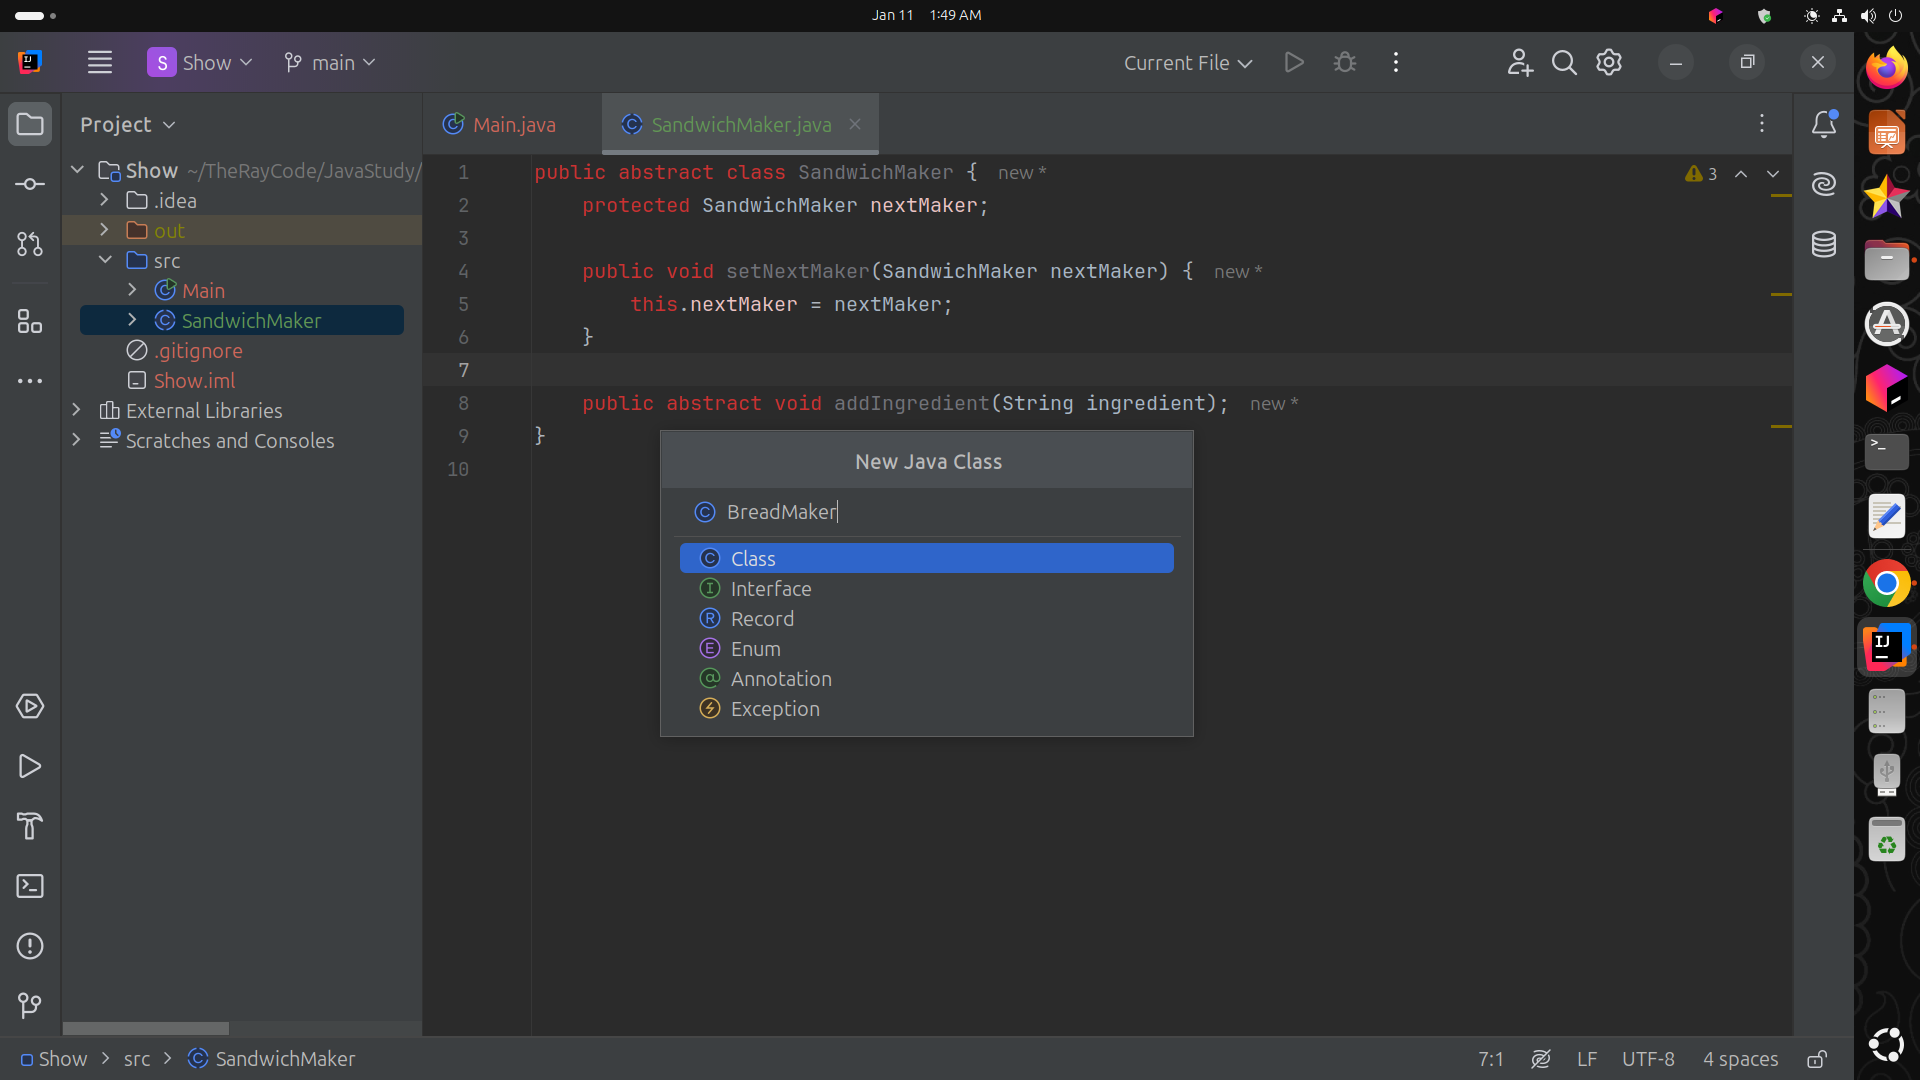 Jan 11 1:49 AM
IJ
S Show
main
Current File
Project
Main.java
SandwichMaker.java
Show ~/TheRayCode/JavaStudy/
.idea
out
src
Main
SandwichMaker
.gitignore
Show.iml
External Libraries
Scratches and Consoles
1 public abstract class SandwichMaker { new *
2 protected SandwichMaker nextMaker;
3
4 public void setNextMaker(SandwichMaker nextMaker) { new *
5 this.nextMaker = nextMaker;
6 }
7
8 public abstract void addIngredient(String ingredient); new *
9 }
10
3
New Java Class
C BreadMaker
C Class
I Interface
R Record
E Enum
@ Annotation
Exception
Show > src > SandwichMaker
7:1 LF UTF-8 4 spaces
>_
IJ